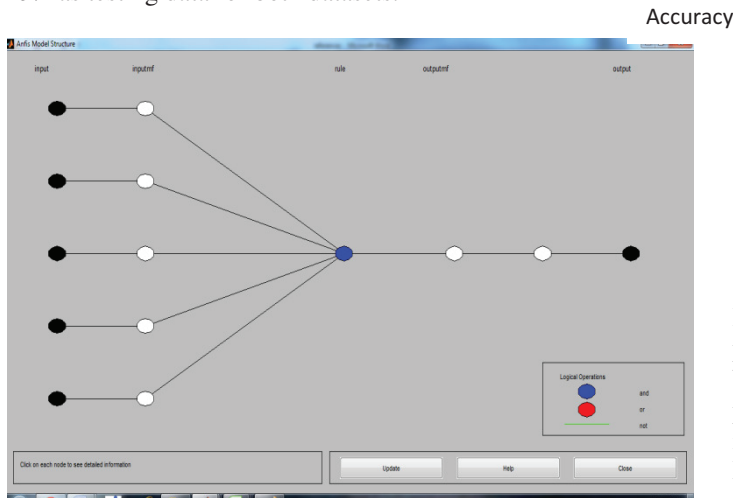 Accuracy
Anfis Model Structure
input inputmf rule outputmf output
Logical Operations
and
or
not
Click on each node to see detailed information
Update Help Close